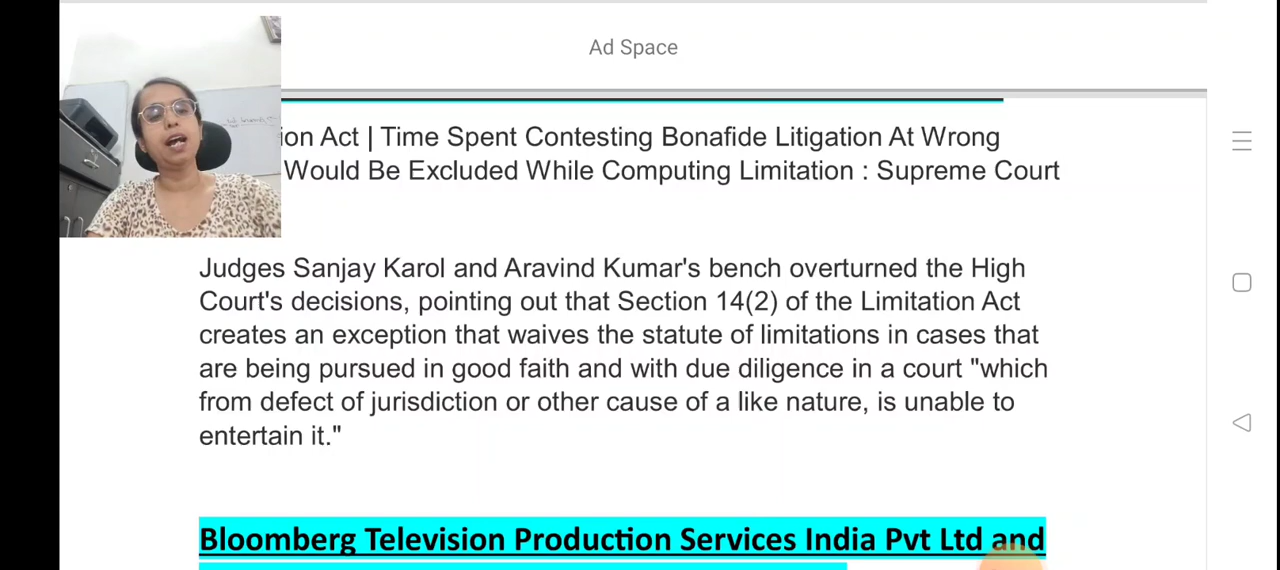 Ad Space
ion Act | Time Spent Contesting Bonafide Litigation At Wrong
Would Be Excluded While Computing Limitation : Supreme Court
Judges Sanjay Karol and Aravind Kumar's bench overturned the High
Court's decisions, pointing out that Section 14(2) of the Limitation Act
creates an exception that waives the statute of limitations in cases that
are being pursued in good faith and with due diligence in a court "which
from defect of jurisdiction or other cause of a like nature, is unable to
entertain it."
Bloomberg Television Production Services India Pvt Ltd and